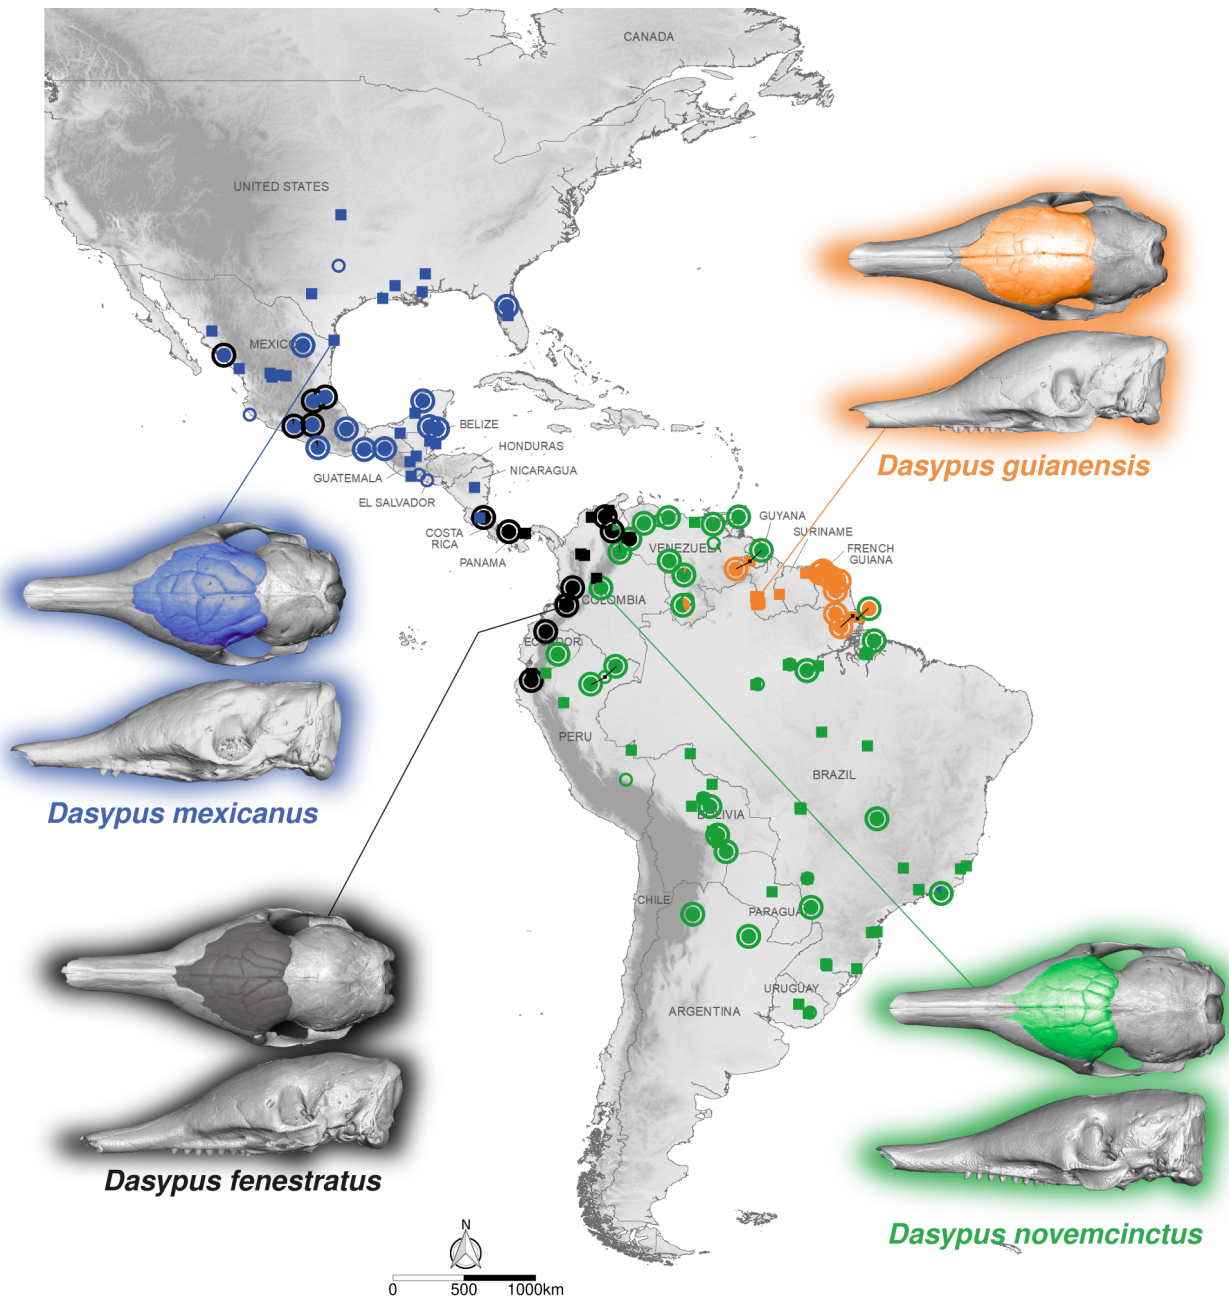 CANADA
UNITED STATES
MEXICO
BELIZE
HONDURAS
NICARAGUA
GUATEMALA
EL SALVADOR
COSTA
RICA
PANAMA
Dasypus guianensis
GUYANA
SURINAME
FRENCH
GUIANA
VENEZUELA
COLOMBIA
ECUADOR
PERU
BRAZIL
BOLIVIA
Dasypus mexicanus
CHILE
PARAGUAY
URUGUAY
ARGENTINA
Dasypus fenestratus
Dasypus novemcinctus
N
0 500 1000km